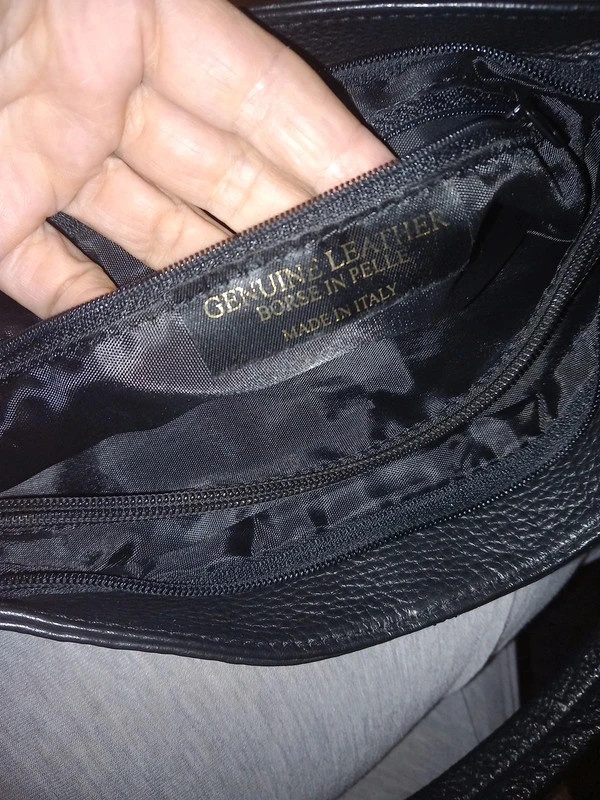 GENUINE LEATHER
BORSE IN PELLE
MADE IN ITALY